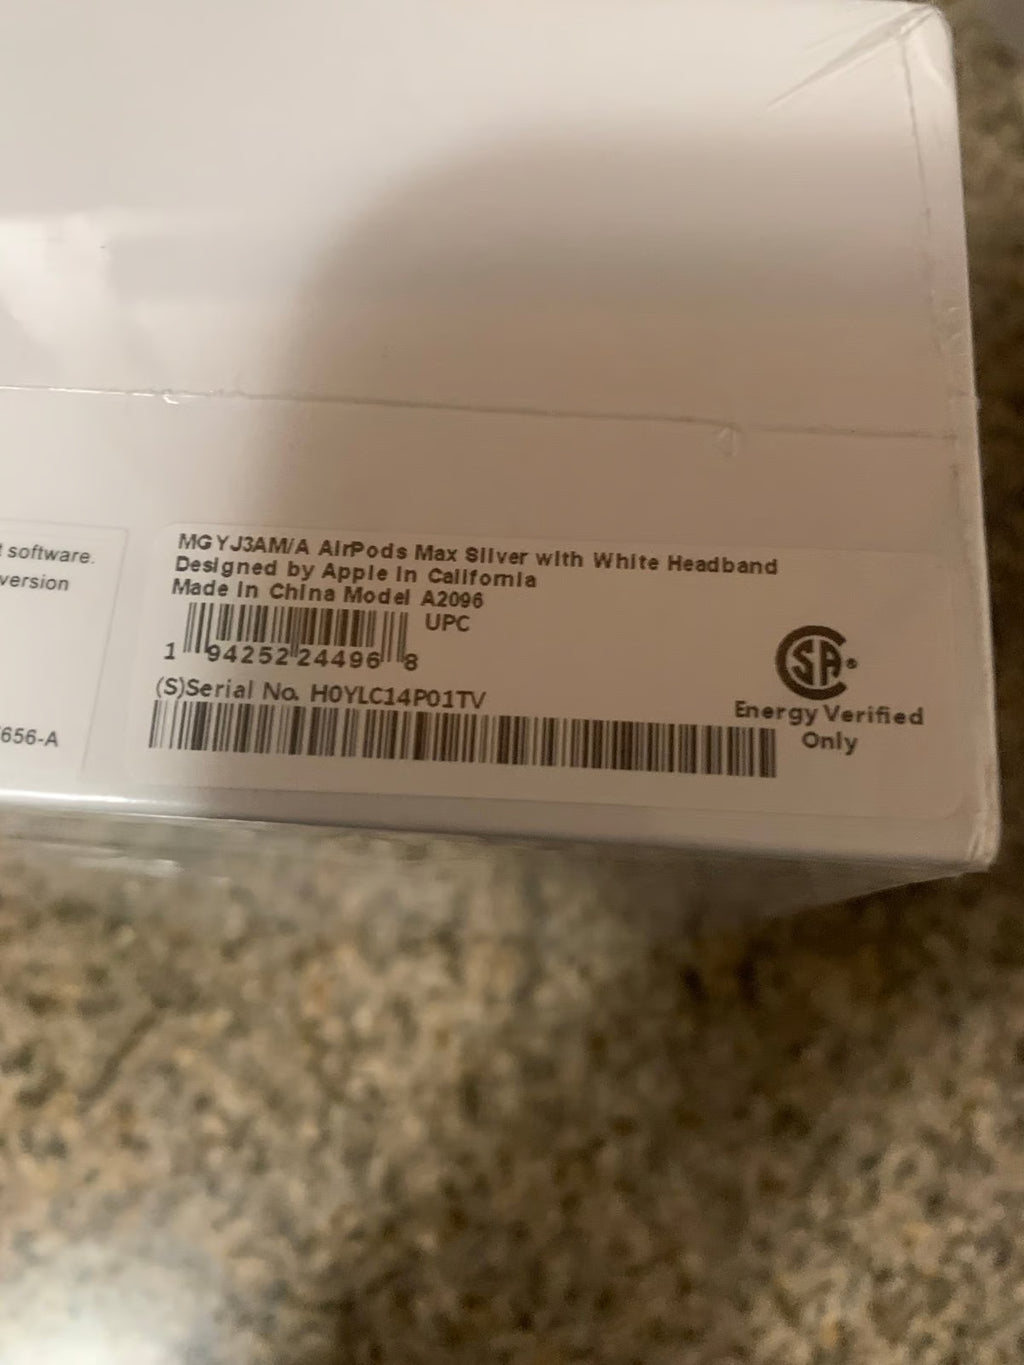 t software.
version
656-A
MGYJ3AM/A AirPods Max Silver with White Headband
Designed by Apple in California
Made in China Model A2096
UPC
1 94252 24496 8
(S)Serial No. H0YLC14P01TV
CSA
Energy Verified
Only